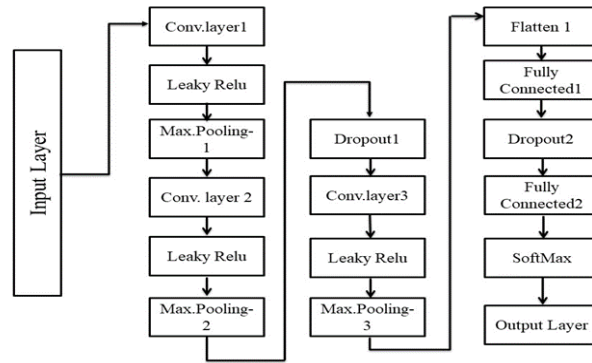 Input Layer
Conv.layer1
Leaky Relu
Max.Pooling-
1
Conv. layer 2
Leaky Relu
Max.Pooling-
2
Dropout1
Conv.layer3
Leaky Relu
Max.Pooling-
3
Flatten 1
Fully
Connected1
Dropout2
Fully
Connected2
SoftMax
Output Layer